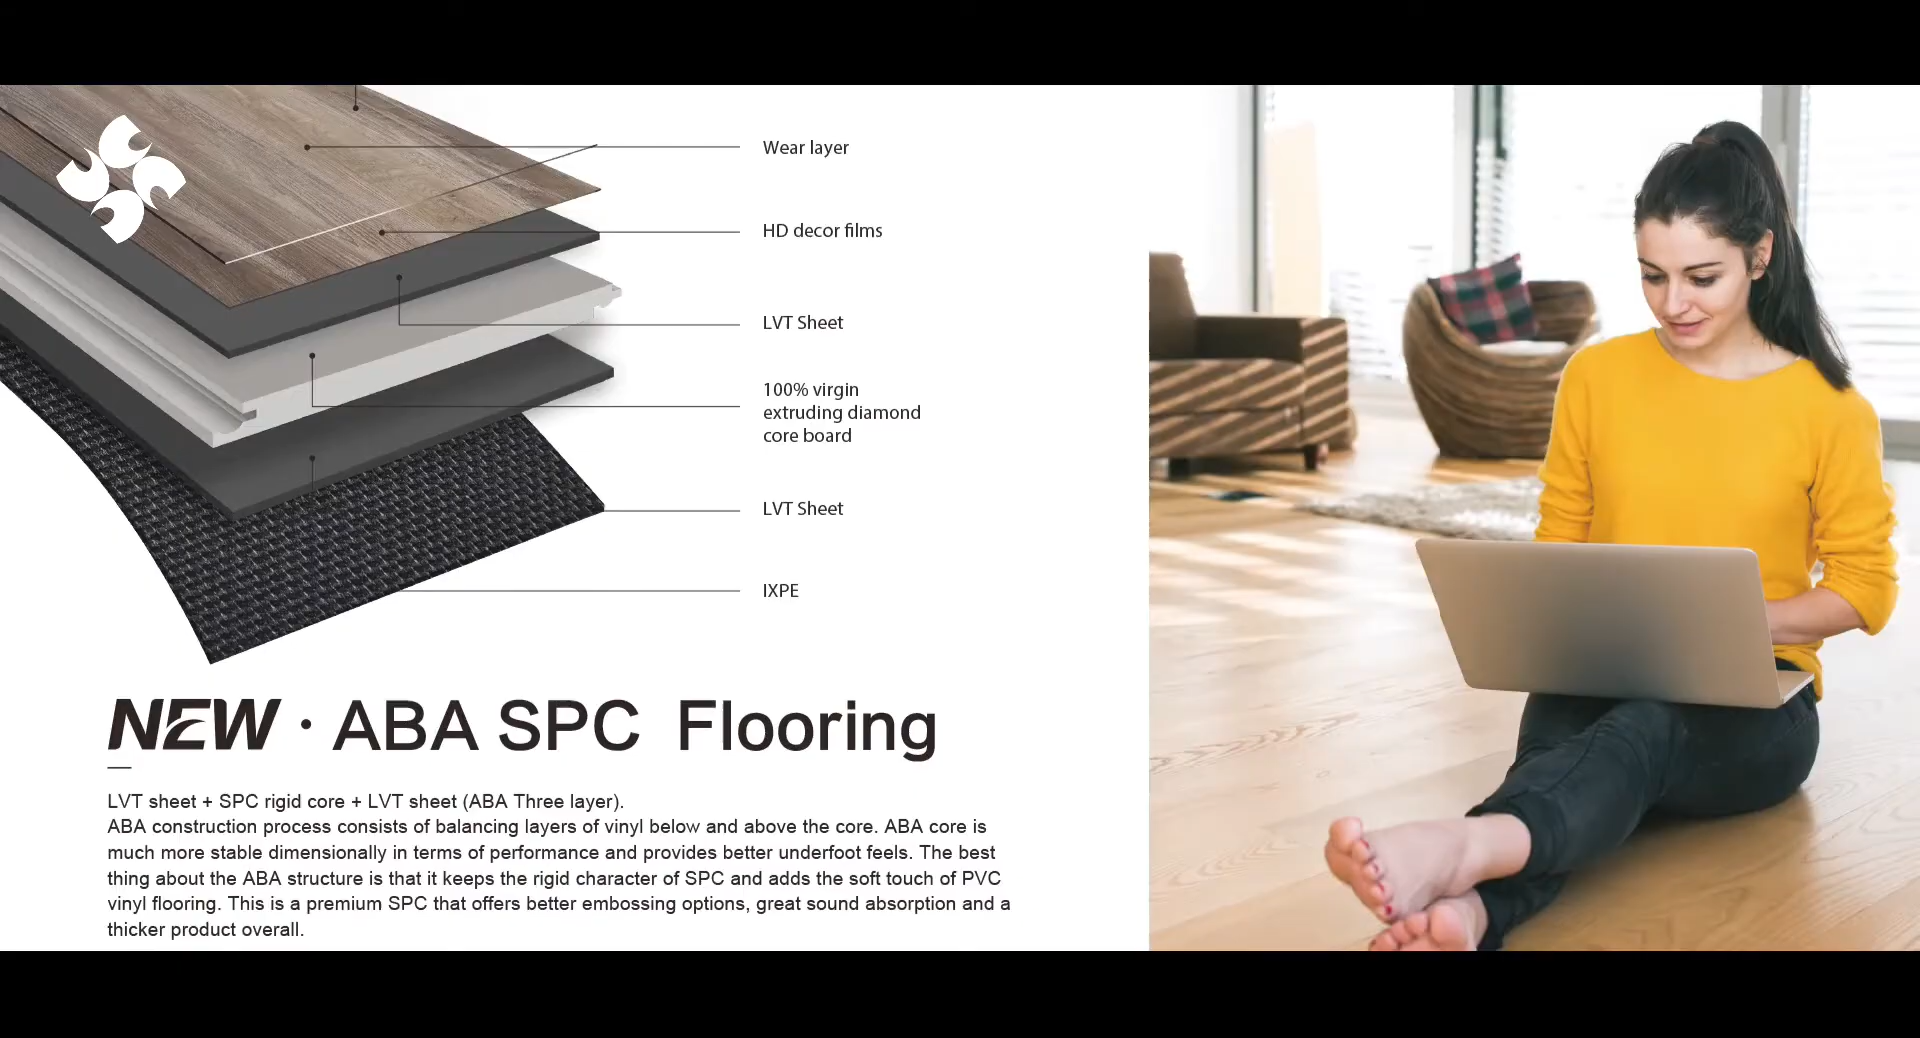 Wear layer
HD decor films
LVT Sheet
100% virgin
extruding diamond
core board
LVT Sheet
IXPE
NEW · ABA SPC Flooring
LVT sheet + SPC rigid core + LVT sheet (ABA Three layer).
ABA construction process consists of balancing layers of vinyl below and above the core. ABA core is
much more stable dimensionally in terms of performance and provides better underfoot feels. The best
thing about the ABA structure is that it keeps the rigid character of SPC and adds the soft touch of PVC
vinyl flooring. This is a premium SPC that offers better embossing options, great sound absorption and a
thicker product overall.